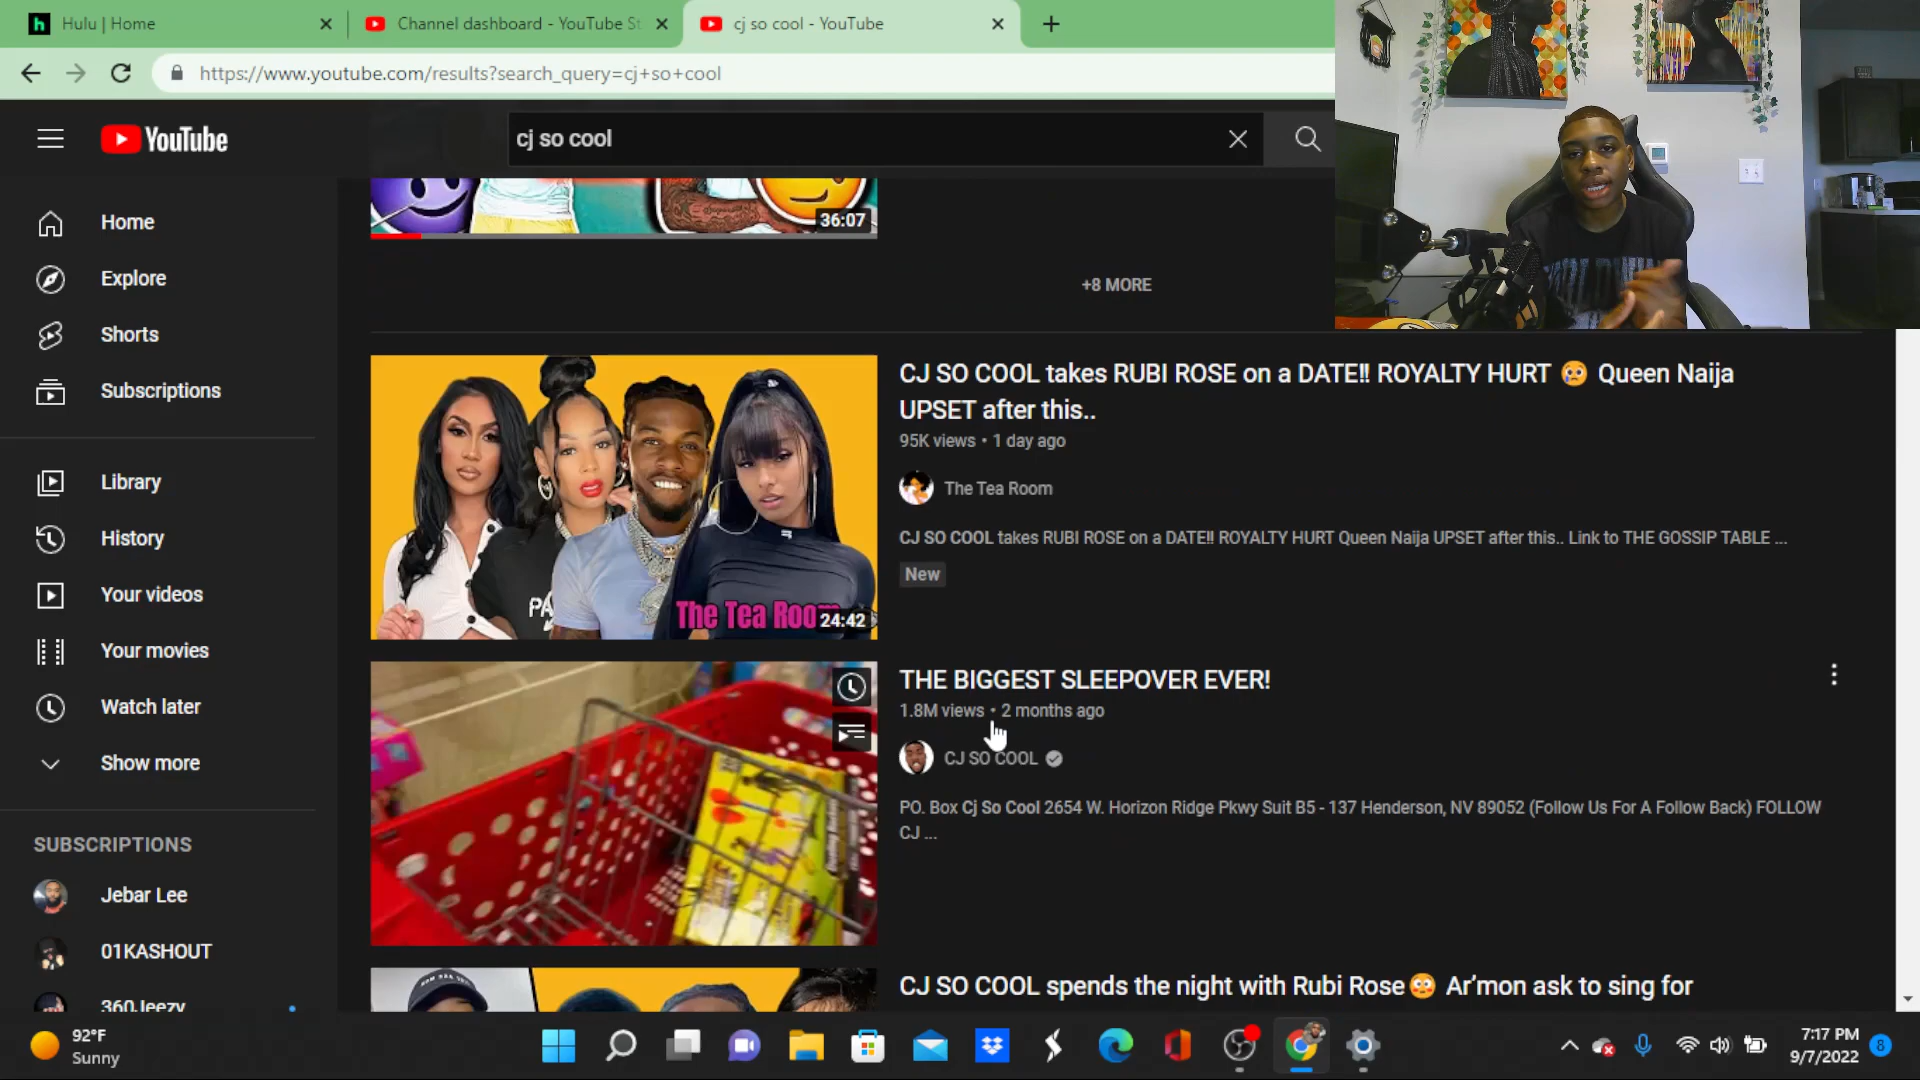 Hulu | Home
Channel dashboard - YouTube St
cj so cool - YouTube
https://www.youtube.com/results?search_query=cj+so+cool
YouTube
cj so cool
Home
Explore
Shorts
Subscriptions
Library
History
Your videos
Your movies
Watch later
Show more
SUBSCRIPTIONS
Jebar Lee
01KASHOUT
360Jeezy
36:07
+8 MORE
The Tea Roo
24:42
CJ SO COOL takes RUBI ROSE on a DATE!! ROYALTY HURT 😢 Queen Naija
UPSET after this..
95K views • 1 day ago
The Tea Room
CJ SO COOL takes RUBI ROSE on a DATE!! ROYALTY HURT Queen Naija UPSET after this.. Link to THE GOSSIP TABLE ...
New
THE BIGGEST SLEEPOVER EVER!
1.8M views • 2 months ago
CJ SO COOL
PO. Box Cj So Cool 2654 W. Horizon Ridge Pkwy Suit B5 - 137 Henderson, NV 89052 (Follow Us For A Follow Back) FOLLOW
CJ ...
CJ SO COOL spends the night with Rubi Rose😳 Ar'mon ask to sing for
92°F
Sunny
7:17 PM
9/7/2022
8